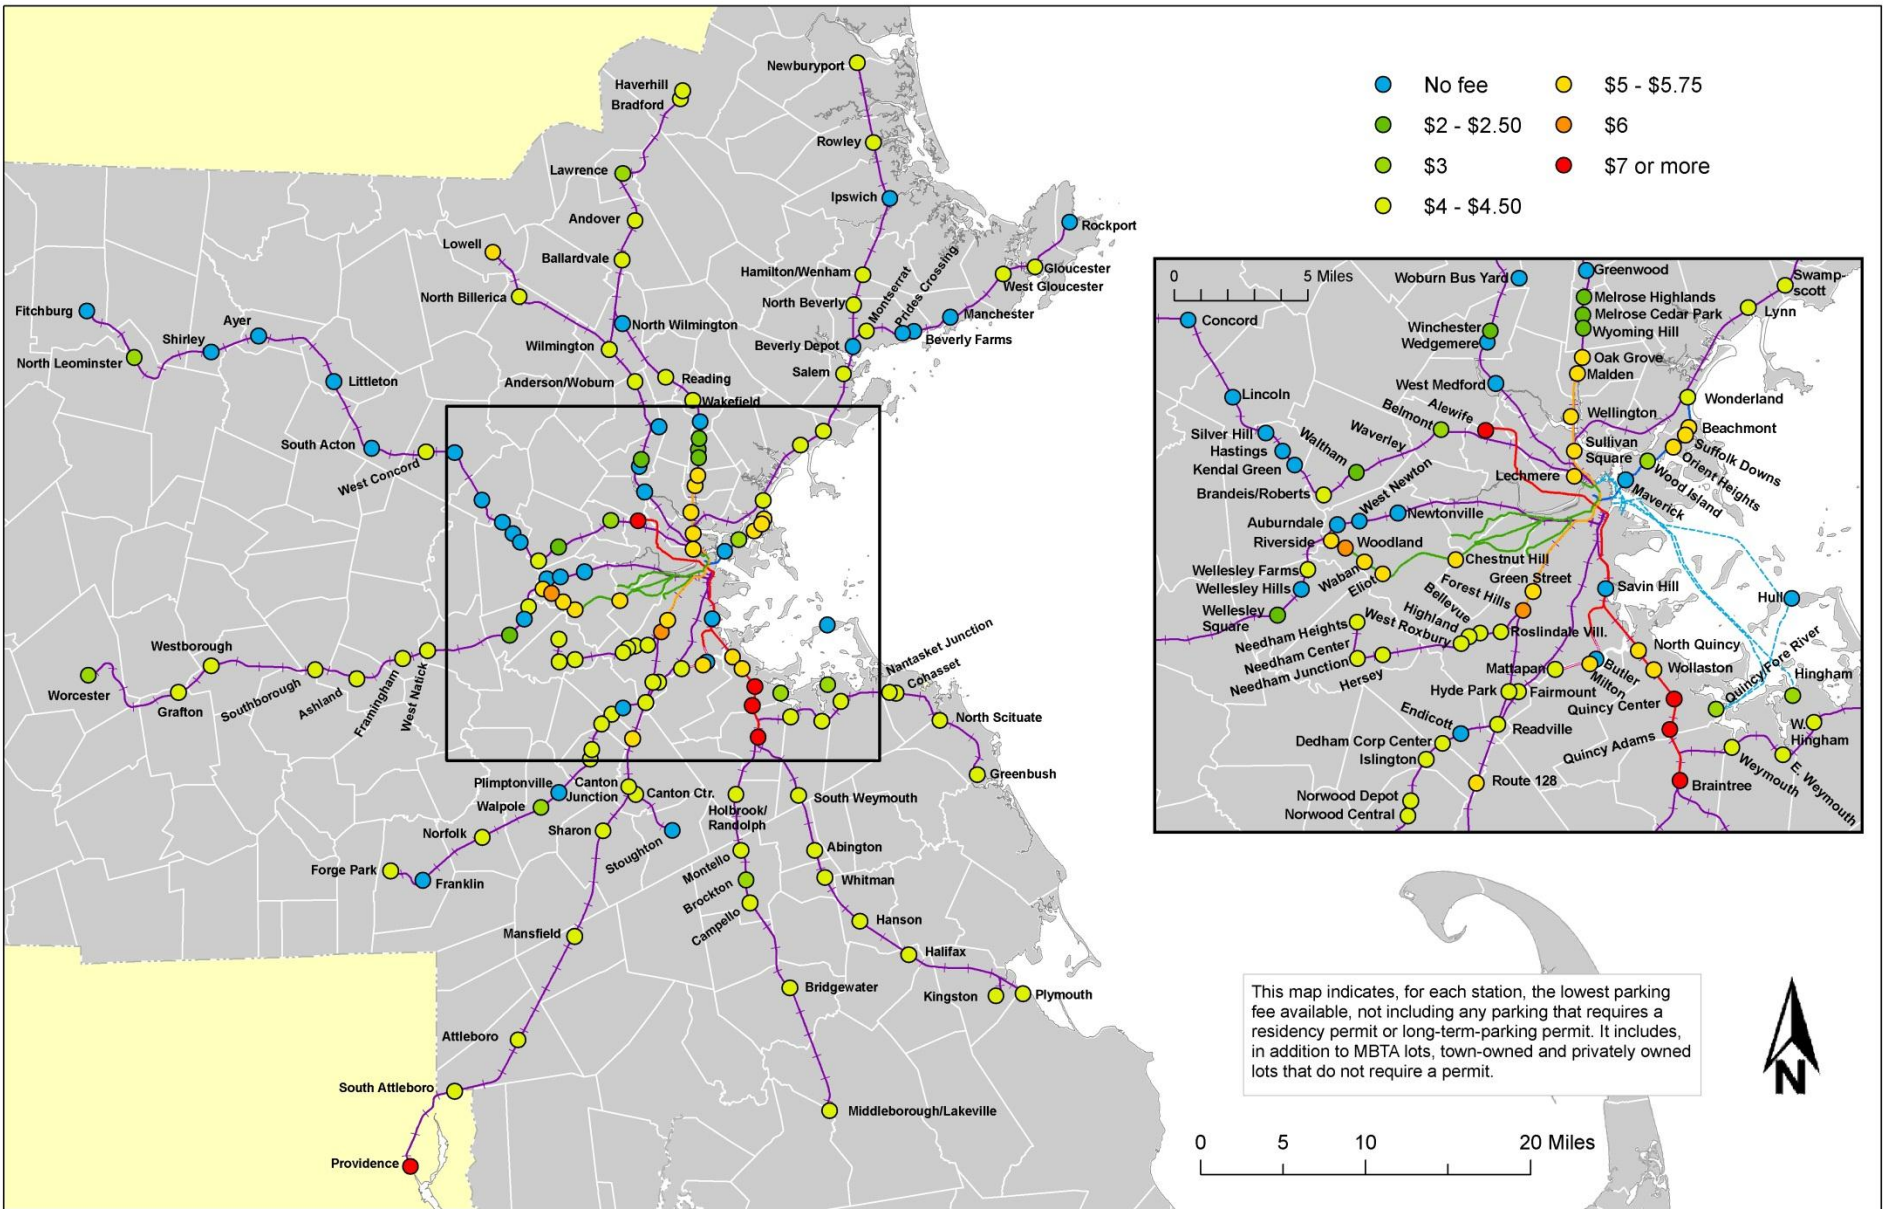 Newburyport
Haverhill
Bradford
Rowley
Lawrence
Ipswich
Andover
Rockport
Lowell
Ballardvale
Hamilton/Wenham
Montserrat
Prides Crossing
Gloucester
West Gloucester
North Billerica
North Beverly
Manchester
Fitchburg
Shirley
Ayer
North Wilmington
Beverly Depot
Beverly Farms
North Leominster
Wilmington
Littleton
Anderson/Woburn
Reading
Salem
Wakefield
South Acton
West Concord
Westborough
Worcester
Grafton
Southborough
Ashland
Framingham
West Natick
Nantasket Junction
Cohasset
North Scituate
Greenbush
Plimptonville
Canton
Junction
Canton Ctr.
Walpole
Holbrook/
Randolph
South Weymouth
Norfolk
Sharon
Stoughton
Montello
Abington
Forge Park
Franklin
Brockton
Whitman
Campello
Hanson
Mansfield
Halifax
Bridgewater
Kingston
Plymouth
Attleboro
South Attleboro
Middleborough/Lakeville
Providence
No fee
$2 - $2.50
$3
$4 - $4.50
$5 - $5.75
$6
$7 or more
0 5 Miles
Woburn Bus Yard
Greenwood
Swamp-
scott
Melrose Highlands
Lynn
Concord
Melrose Cedar Park
Winchester
Wyoming Hill
Wedgemere
Oak Grove
Malden
West Medford
Lincoln
Alewife
Belmont
Wellington
Wonderland
Beachmont
Silver Hill
Hastings
Waltham
Waverley
Sullivan
Square
Suffolk Downs
Orient Heights
Kendal Green
Wood Island
Brandeis/Roberts
West Newton
Lechmere
Maverick
Auburndale
Newtonville
Riverside
Woodland
Wellesley Farms
Waban
Eliot
Chestnut Hill
Wellesley Hills
Green Street
Forest Hills
Savin Hill
Hull
Wellesley
Square
Bellevue
Highland
West Roxbury
Roslindale Vill.
Needham Heights
Needham Center
Needham Junction
Hersey
North Quincy
Mattapan
Butler
Milton
Wollaston
Quincy/Fore River
Hingham
Hyde Park
Fairmount
Quincy Center
Endicott
Readville
W.
Hingham
Dedham Corp Center
Quincy Adams
Islington
Weymouth
E. Weymouth
Route 128
Braintree
Norwood Depot
Norwood Central
This map indicates, for each station, the lowest parking
fee available, not including any parking that requires a
residency permit or long-term-parking permit. It includes,
in addition to MBTA lots, town-owned and privately owned
lots that do not require a permit.
N
0 5 10 20 Miles